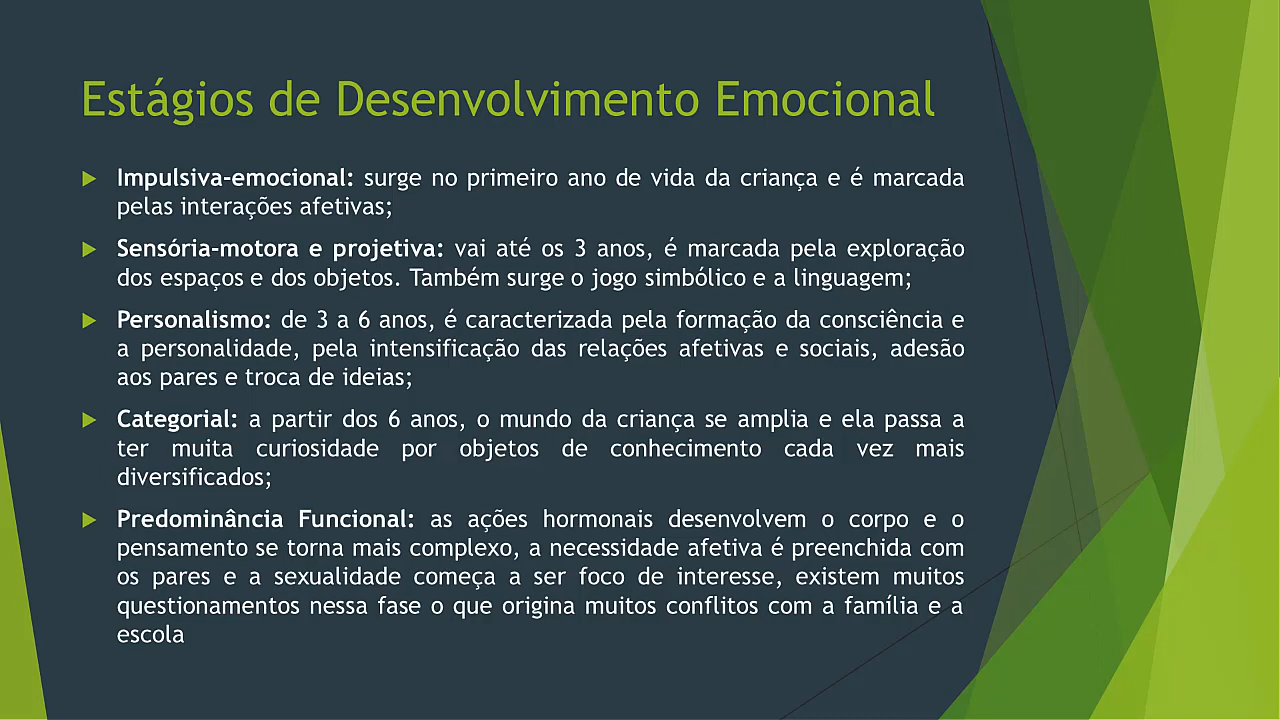 Estágios de Desenvolvimento Emocional
Impulsiva-emocional: surge no primeiro ano de vida da criança e é marcada
pelas interações afetivas;
Sensória-motora e projetiva: vai até os 3 anos, é marcada pela exploração
dos espaços e dos objetos. Também surge o jogo simbólico e a linguagem;
Personalismo: de 3 a 6 anos, é caracterizada pela formação da consciência e
a personalidade, pela intensificação das relações afetivas e sociais, adesão
aos pares e troca de ideias;
Categorial: a partir dos 6 anos, o mundo da criança se amplia e ela passa a
ter muita curiosidade por objetos de conhecimento cada vez mais
diversificados;
Predominância Funcional: as ações hormonais desenvolvem o corpo e o
pensamento se torna mais complexo, a necessidade afetiva é preenchida com
os pares e a sexualidade começa a ser foco de interesse, existem muitos
questionamentos nessa fase o que origina muitos conflitos com a família e a
escola